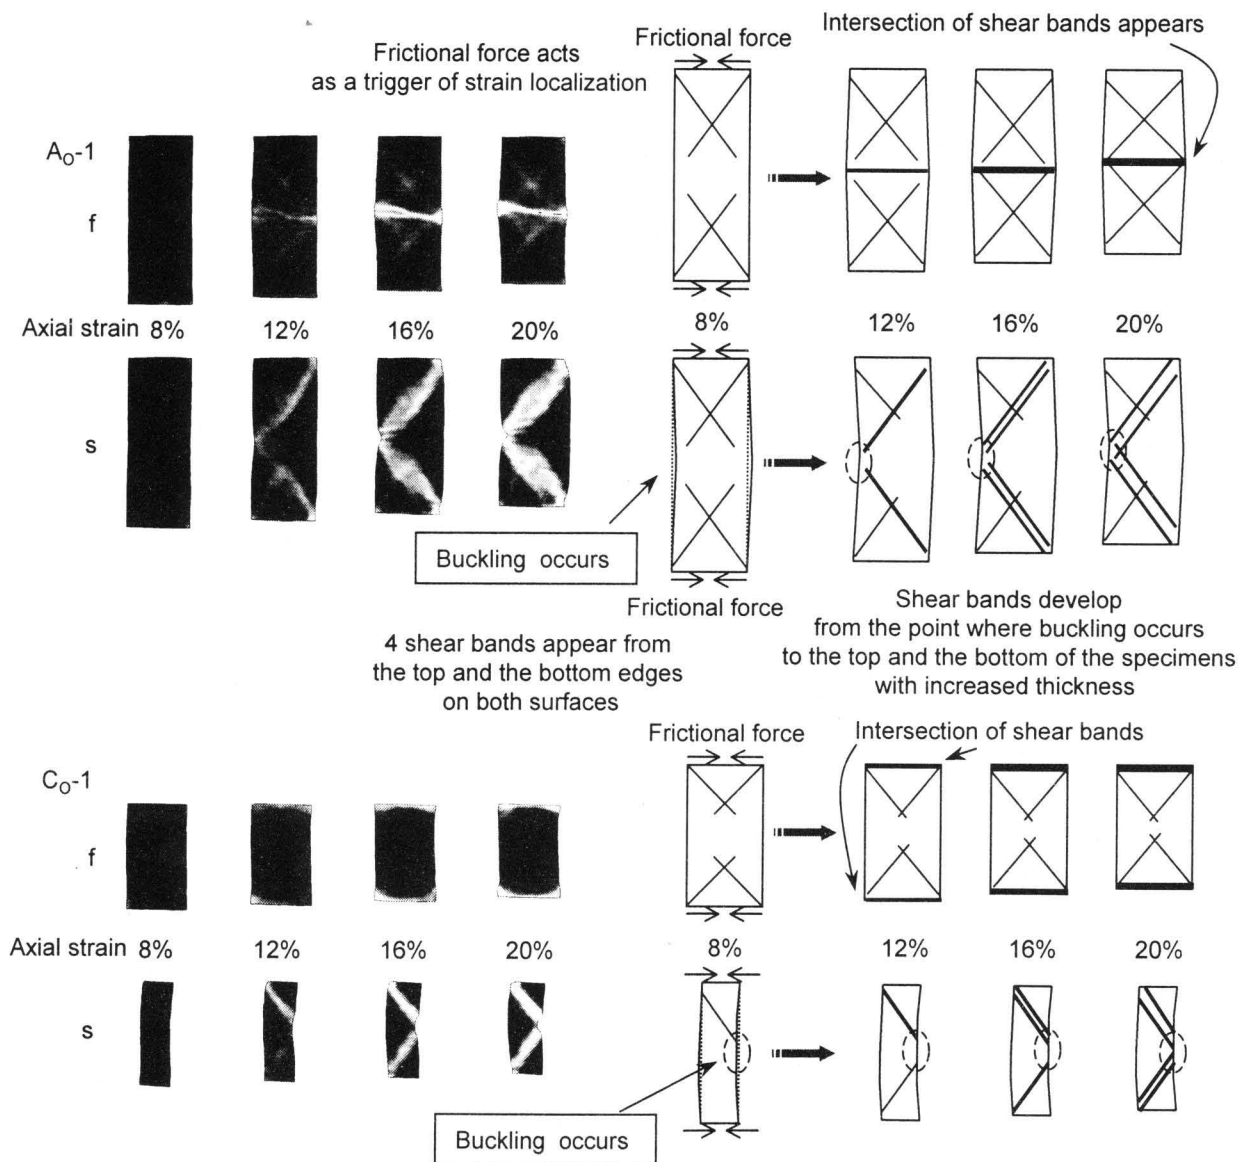 Intersection of shear bands appears
Frictional force
Frictional force acts
as a trigger of strain localization
A₀-1
f
Axial strain 8% 12% 16% 20% 8% 12% 16% 20%
s
Buckling occurs
Frictional force
4 shear bands appear from
the top and the bottom edges
on both surfaces
Shear bands develop
from the point where buckling occurs
to the top and the bottom of the specimens
with increased thickness
Frictional force
Intersection of shear bands
C₀-1
f
Axial strain 8% 12% 16% 20% 8% 12% 16% 20%
s
Buckling occurs